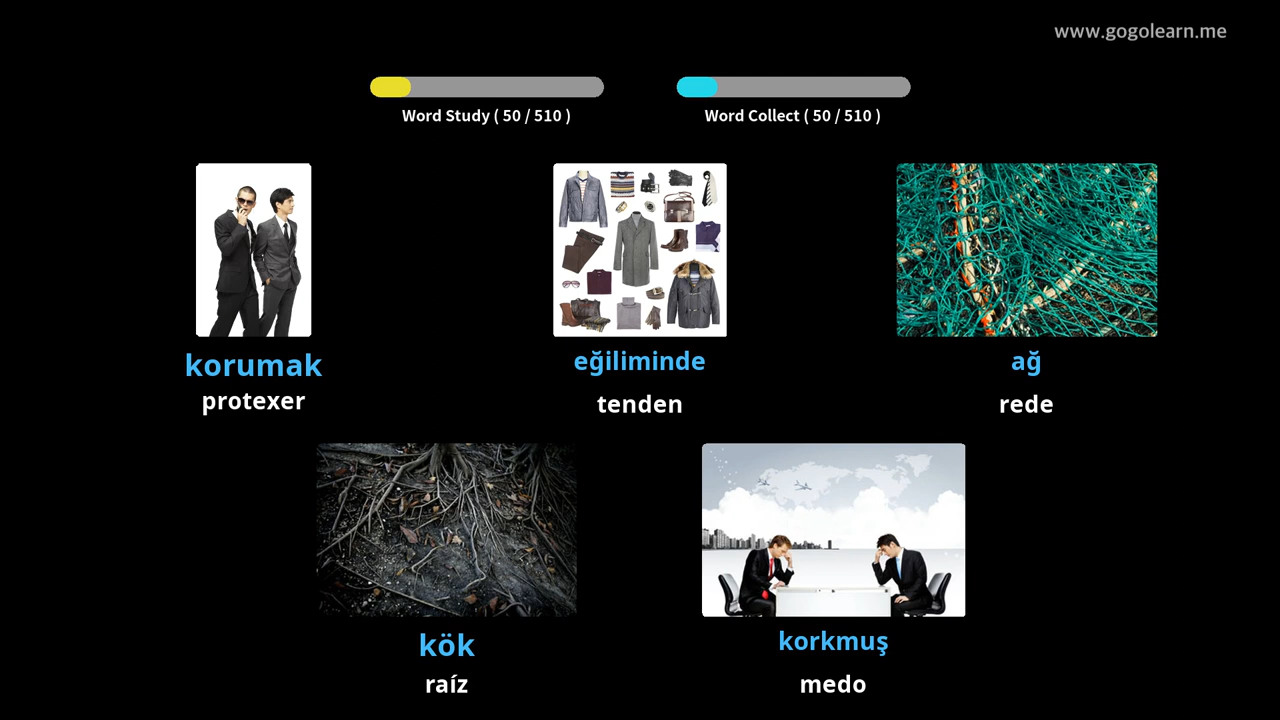 www.gogolearn.me
Word Study ( 50 / 510 )
Word Collect ( 50 / 510 )
korumak
protexer
eğiliminde
tenden
ağ
rede
kök
raíz
korkmuş
medo